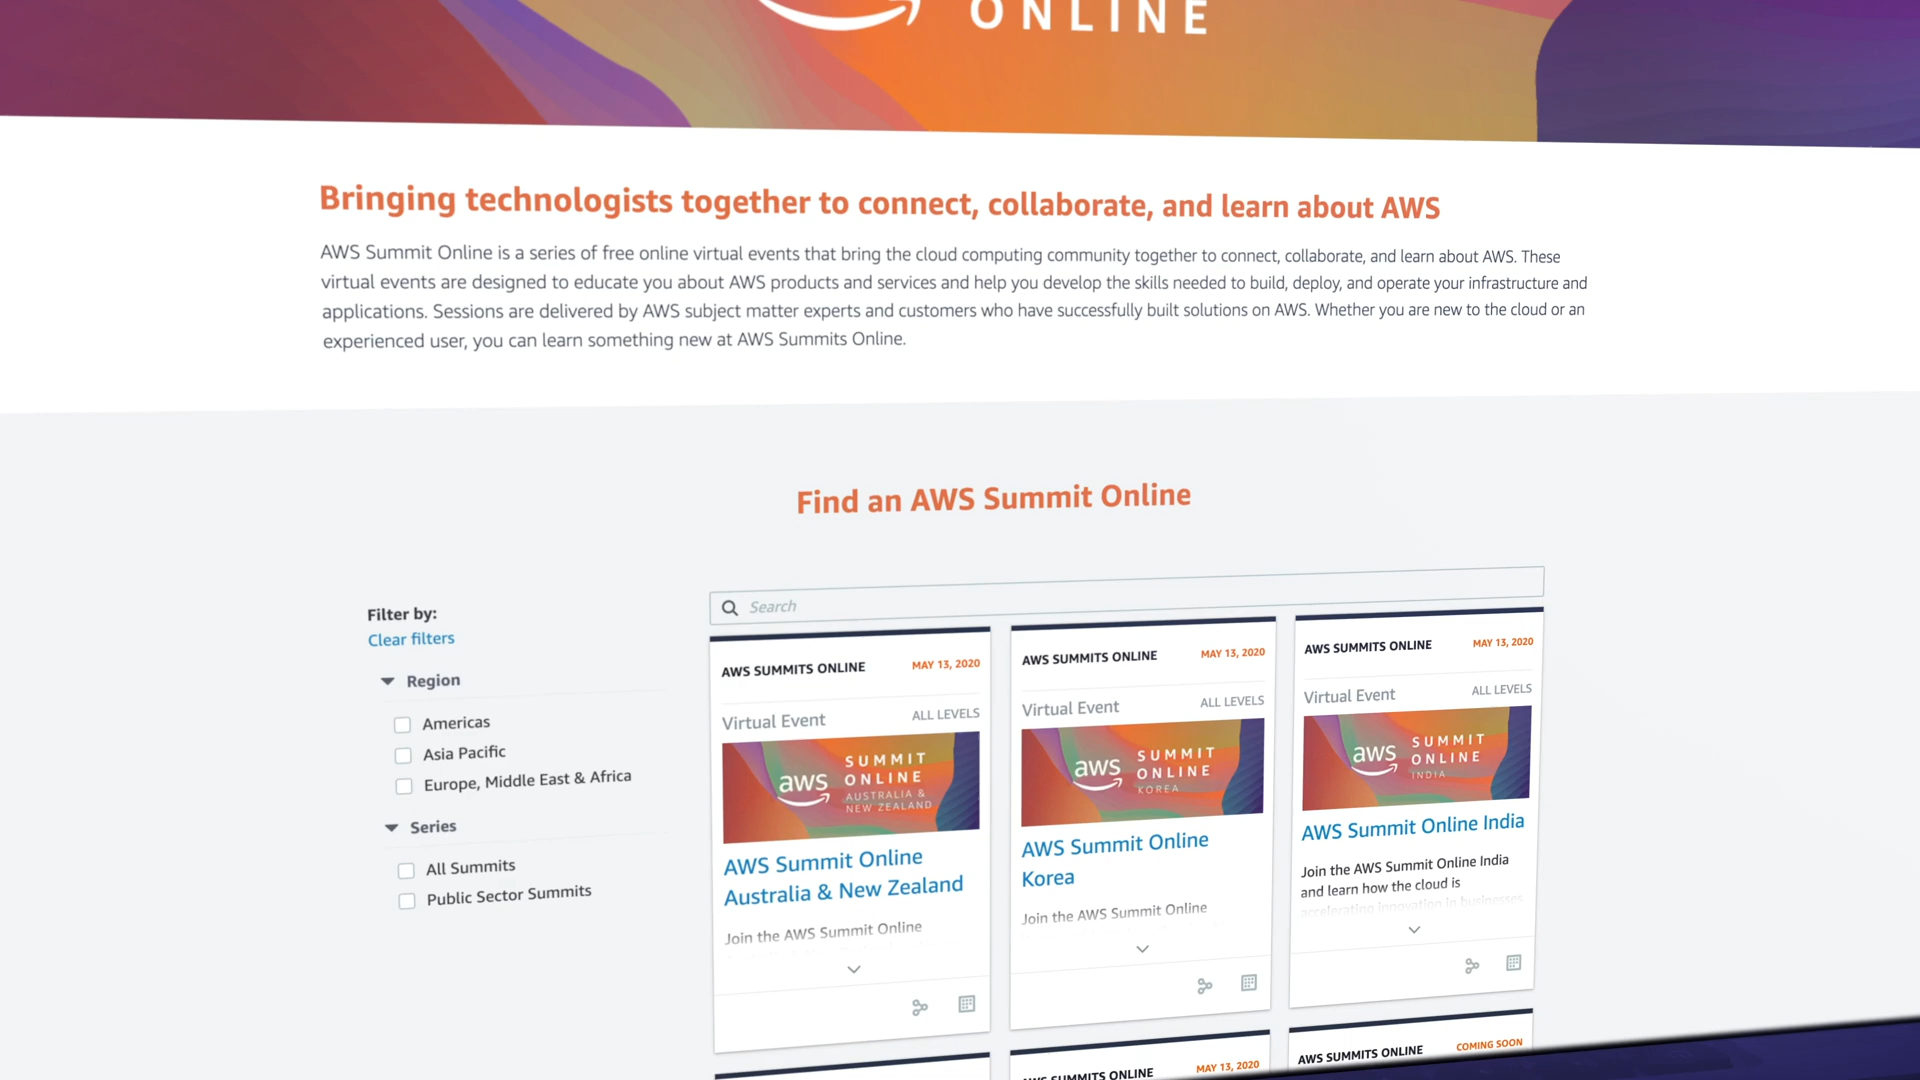 ONLINE
Bringing technologists together to connect, collaborate, and learn about AWS
AWS Summit Online is a series of free online virtual events that bring the cloud computing community together to connect, collaborate, and learn about AWS. These
virtual events are designed to educate you about AWS products and services and help you develop the skills needed to build, deploy, and operate your infrastructure and
applications. Sessions are delivered by AWS subject matter experts and customers who have successfully built solutions on AWS. Whether you are new to the cloud or an
experienced user, you can learn something new at AWS Summits Online.
Find an AWS Summit Online
Filter by:
Clear filters
Region
Americas
Asia Pacific
Europe, Middle East & Africa
Series
All Summits
Public Sector Summits
Search
AWS SUMMITS ONLINE MAY 13, 2020
Virtual Event ALL LEVELS
aws SUMMIT
ONLINE
AUSTRALIA &
NEW ZEALAND
AWS Summit Online
Australia & New Zealand
Join the AWS Summit Online
AWS SUMMITS ONLINE MAY 13, 2020
Virtual Event ALL LEVELS
aws SUMMIT
ONLINE
KOREA
AWS Summit Online
Korea
Join the AWS Summit Online
AWS SUMMITS ONLINE MAY 13, 2020
Virtual Event ALL LEVELS
aws SUMMIT
ONLINE
INDIA
AWS Summit Online India
Join the AWS Summit Online India
and learn how the cloud is
accelerating innovation in businesses
AWS SUMMITS ONLINE MAY 13, 2020
AWS SUMMITS ONLINE COMING SOON